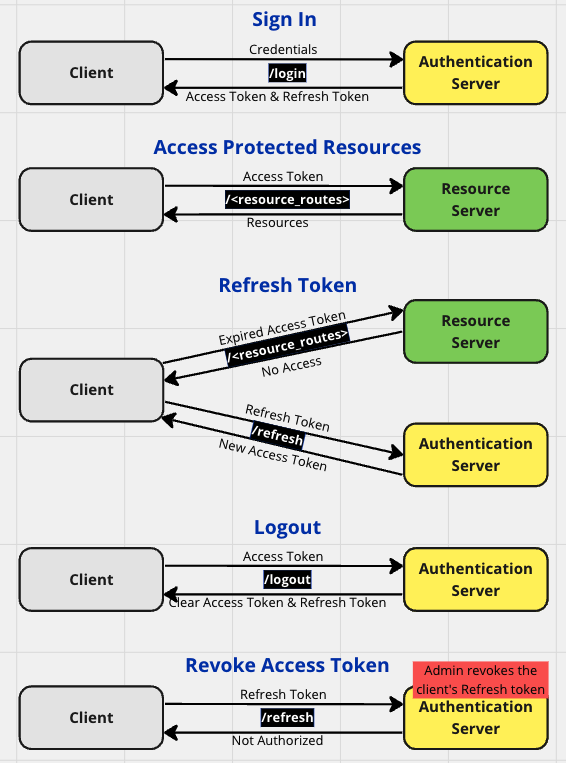 Sign In
Credentials
Client
/login
Authentication
Server
Access Token & Refresh Token
Access Protected Resources
Access Token
Client
/<resource_routes>
Resource
Server
Resources
Refresh Token
Expired Access Token
/<resource_routes>
No Access
Resource
Server
Client
Refresh Token
/refresh
New Access Token
Authentication
Server
Logout
Access Token
Client
/logout
Authentication
Server
Clear Access Token & Refresh Token
Revoke Access Token
Admin revokes the
client's Refresh token
Refresh Token
Client
/refresh
Authentication
Server
Not Authorized